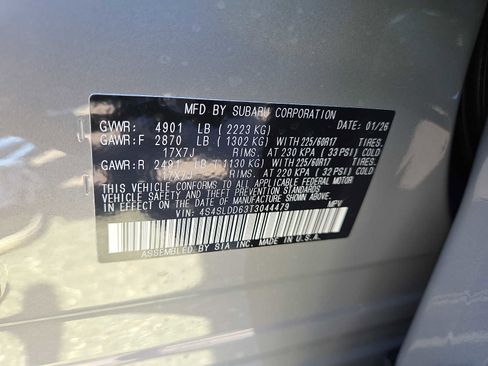 MFD BY SUBARU CORPORATION DATE: 01/26
GVWR: 4901 LB (2223 KG)
GAWR:F 2870 LB (1302 KG) WITH 225/60R17 TIRES.
17X7J RIMS. AT 230 KPA (33 PSI) COLD
GAWR:R 2491 LB (1130 KG) WITH 225/60R17 TIRES.
17X7J RIMS. AT 220 KPA (32 PSI) COLD
THIS VEHICLE CONFORMS TO ALL APPLICABLE FEDERAL MOTOR
VEHICLE SAFETY AND THEFT PREVENTION STANDARDS
IN EFFECT ON THE DATE OF MANUFACTURE SHOWN ABOVE.
VIN: 4S4SLDD63T3044479 MPV
ASSEMBLED BY SIA INC. MADE IN U.S.A.